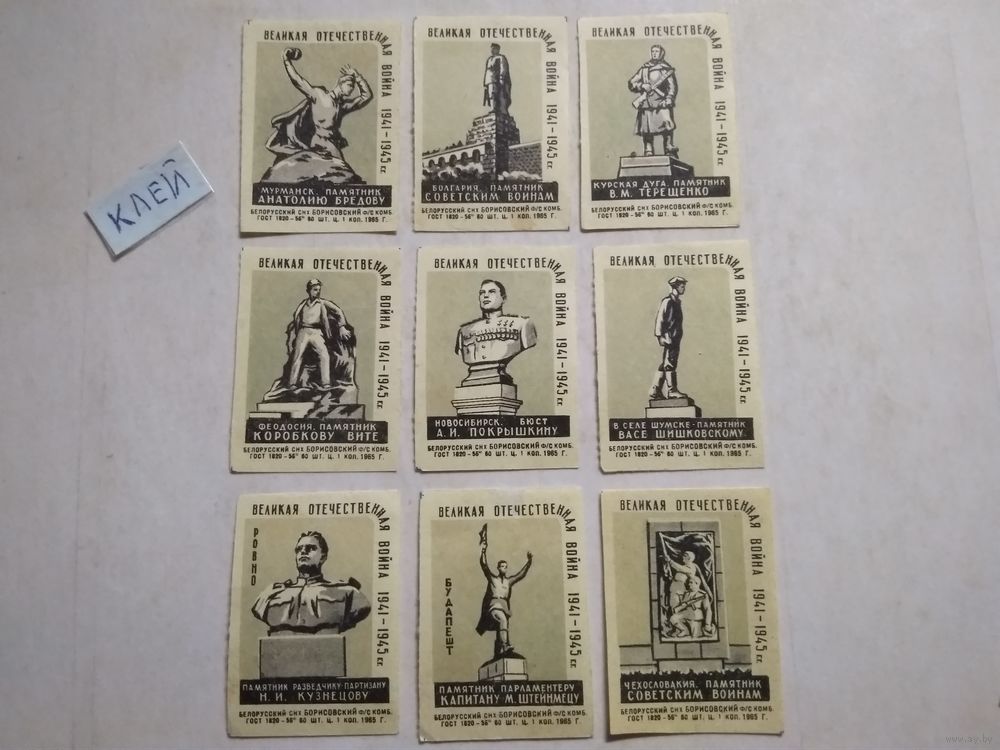 ВЕЛИКАЯ ОТЕЧЕСТВЕННАЯ ВОЙНА 1941-1945 ГГ.
МУРМАНСК. ПАМЯТНИК
АНАТОЛИЮ БРЕДОВУ
БЕЛОРУССКИЙ СНХ БОРИСОВСКИЙ Ф/С КОМБ.
ГОСТ 1820-56" 60 ШТ. Ц. 1 КОП. 1965 Г.
ВЕЛИКАЯ ОТЕЧЕСТВЕННАЯ ВОЙНА 1941-1945 ГГ.
БОЛГАРИЯ. ПАМЯТНИК
СОВЕТСКИМ ВОИНАМ
БЕЛОРУССКИЙ СНХ БОРИСОВСКИЙ Ф/С КОМБ.
ГОСТ 1820-56" 60 ШТ. Ц. 1 КОП. 1965 Г.
ВЕЛИКАЯ ОТЕЧЕСТВЕННАЯ ВОЙНА 1941-1945 ГГ.
КУРСКАЯ ДУГА. ПАМЯТНИК
В.М. ТЕРЕЩЕНКО
БЕЛОРУССКИЙ СНХ БОРИСОВСКИЙ Ф/С КОМБ.
ГОСТ 1820-56" 60 ШТ. Ц. 1 КОП. 1965 Г.
КЛЕЙ
ВЕЛИКАЯ ОТЕЧЕСТВЕННАЯ ВОЙНА 1941-1945 ГГ.
ФЕОДОСИЯ. ПАМЯТНИК
КОРОБКОВУ ВИТЕ
БЕЛОРУССКИЙ СНХ БОРИСОВСКИЙ Ф/С КОМБ.
ГОСТ 1820-56" 60 ШТ. Ц. 1 КОП. 1965 Г.
ВЕЛИКАЯ ОТЕЧЕСТВЕННАЯ ВОЙНА 1941-1945 ГГ.
НОВОСИБИРСК. БЮСТ
А.И. ПОКРЫШКИНУ
БЕЛОРУССКИЙ СНХ БОРИСОВСКИЙ Ф/С КОМБ.
ГОСТ 1820-56" 60 ШТ. Ц. 1 КОП. 1965 Г.
ВЕЛИКАЯ ОТЕЧЕСТВЕННАЯ ВОЙНА 1941-1945 ГГ.
В СЕЛЕ ШУМСКЕ-ПАМЯТНИК
ВАСЕ ШИШКОВСКОМУ
БЕЛОРУССКИЙ СНХ БОРИСОВСКИЙ Ф/С КОМБ.
ГОСТ 1820-56" 60 ШТ. Ц. 1 КОП. 1965 Г.
ВЕЛИКАЯ ОТЕЧЕСТВЕННАЯ ВОЙНА 1941-1945 ГГ.
РОВНО
ПАМЯТНИК РАЗВЕДЧИКУ-ПАРТИЗАНУ
Н.И. КУЗНЕЦОВУ
БЕЛОРУССКИЙ СНХ БОРИСОВСКИЙ Ф/С КОМБ.
ГОСТ 1820-56" 60 ШТ. Ц. 1 КОП. 1965 Г.
ВЕЛИКАЯ ОТЕЧЕСТВЕННАЯ ВОЙНА 1941-1945 ГГ.
БУДАПЕШТ
ПАМЯТНИК ПАРЛАМЕНТЕРУ
КАПИТАНУ М. ШТЕЙНМЕЦУ
БЕЛОРУССКИЙ СНХ БОРИСОВСКИЙ Ф/С КОМБ.
ГОСТ 1820-56" 60 ШТ. Ц. 1 КОП. 1965 Г.
ВЕЛИКАЯ ОТЕЧЕСТВЕННАЯ ВОЙНА 1941-1945 ГГ.
ЧЕХОСЛОВАКИЯ. ПАМЯТНИК
СОВЕТСКИМ ВОИНАМ
БЕЛОРУССКИЙ СНХ БОРИСОВСКИЙ Ф/С КОМБ.
ГОСТ 1820-56" 60 ШТ. Ц. 1 КОП. 1965 Г.
www.ay.by